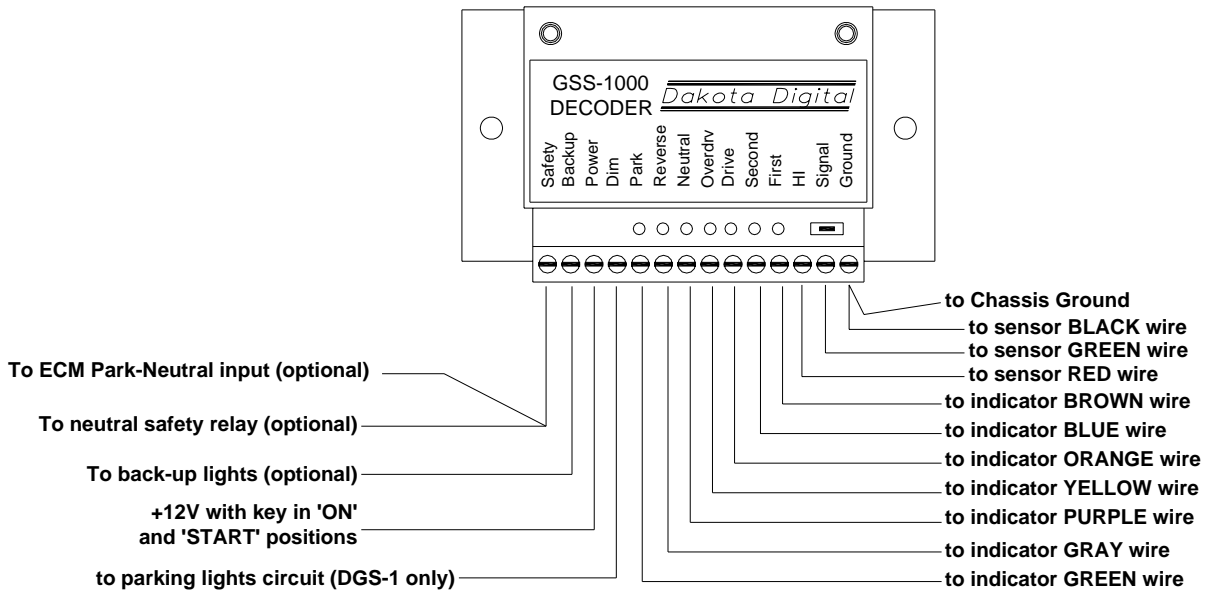 GSS-1000
DECODER
Dakota Digital
Safety
Backup
Power
Dim
Park
Reverse
Neutral
Overdrv
Drive
Second
First
HI
Signal
Ground
to Chassis Ground
to sensor BLACK wire
to sensor GREEN wire
to sensor RED wire
to indicator BROWN wire
to indicator BLUE wire
to indicator ORANGE wire
to indicator YELLOW wire
to indicator PURPLE wire
to indicator GRAY wire
to indicator GREEN wire
To ECM Park-Neutral input (optional)
To neutral safety relay (optional)
To back-up lights (optional)
+12V with key in 'ON'
and 'START' positions
to parking lights circuit (DGS-1 only)